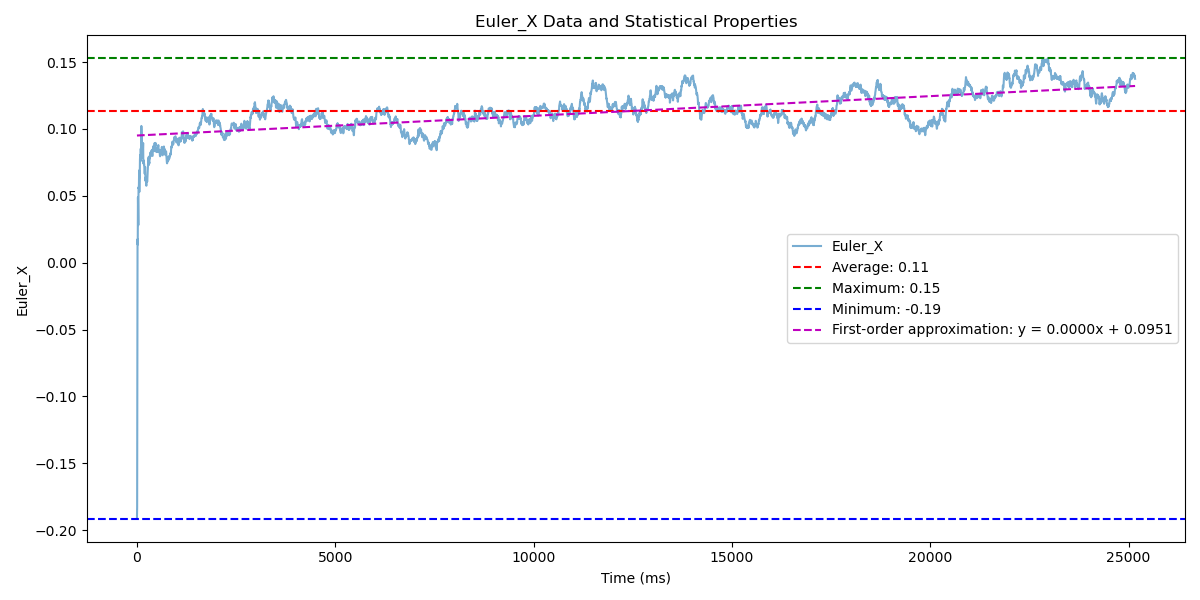 Euler_X Data and Statistical Properties
0.15
0.10
0.05
0.00
−0.05
−0.10
−0.15
−0.20
Euler_X
Euler_X
Average: 0.11
Maximum: 0.15
Minimum: -0.19
First-order approximation: y = 0.0000x + 0.0951
0 5000 10000 15000 20000 25000
Time (ms)